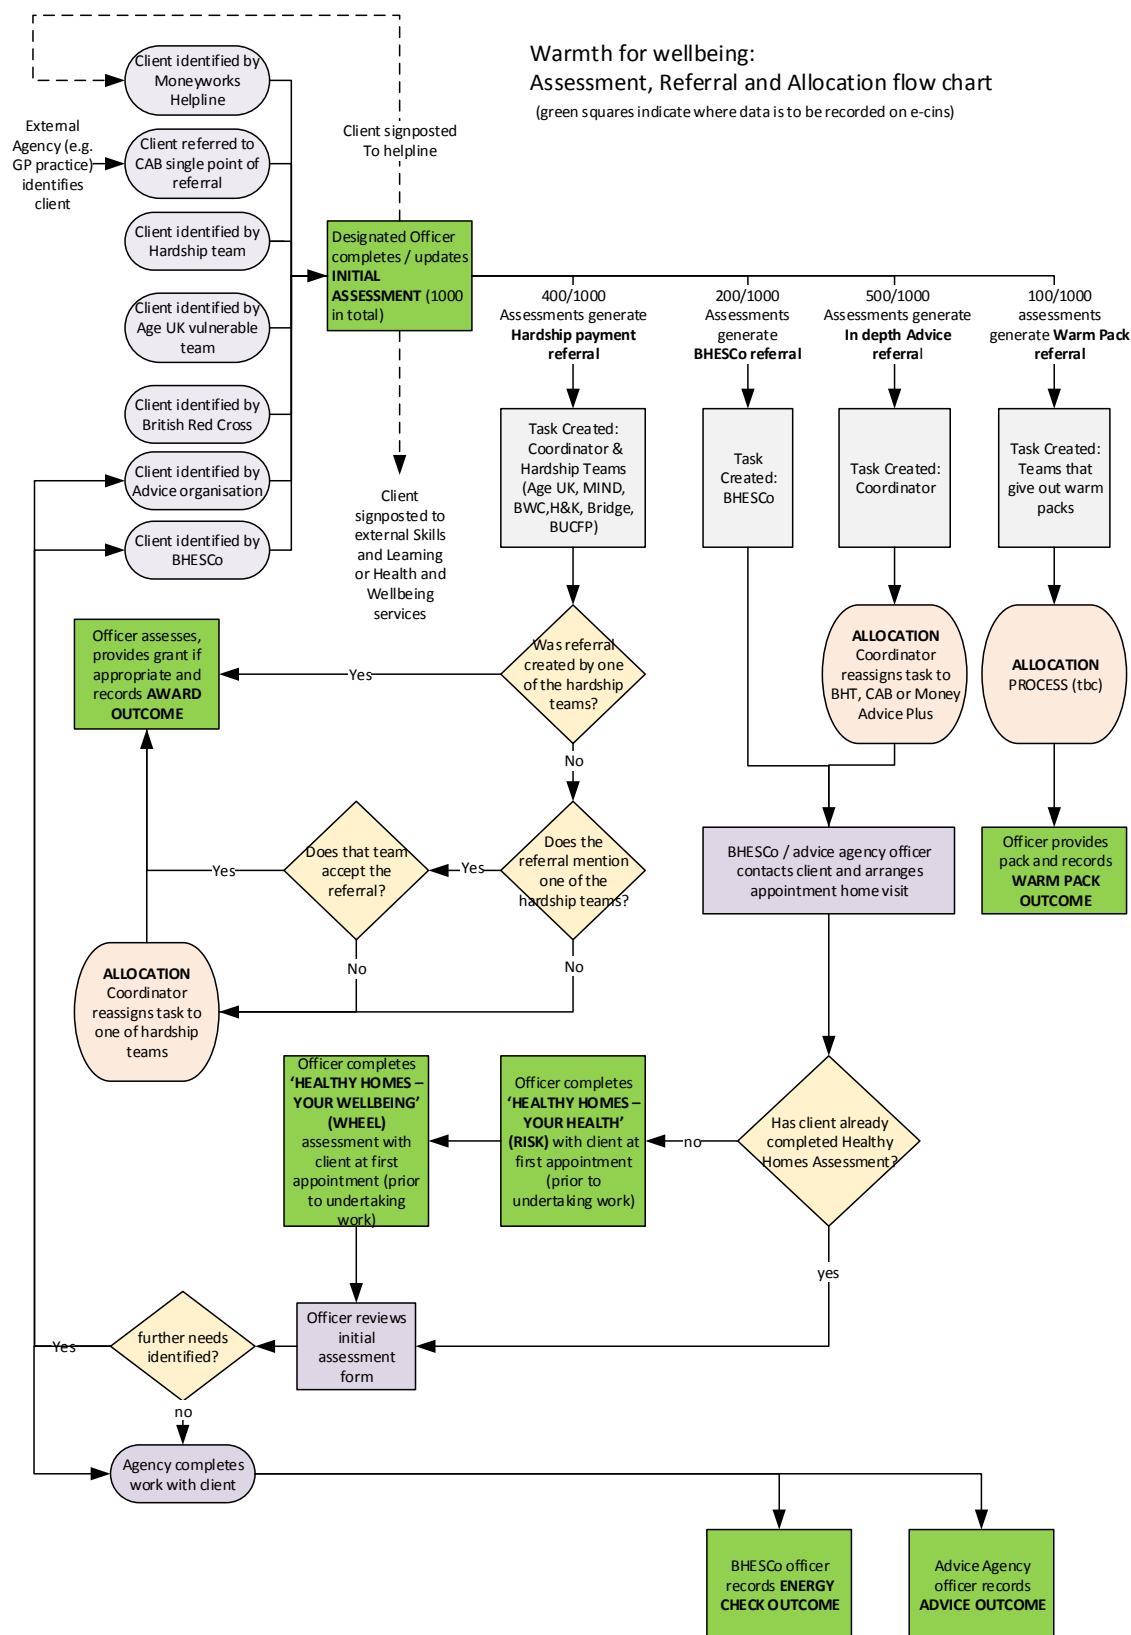 Warmth for wellbeing:
Assessment, Referral and Allocation flow chart
(green squares indicate where data is to be recorded on e-cins)
Client identified by
Moneyworks
Helpline
External
Agency (e.g.
GP practice)
identifies
client
Client referred to
CAB single point of
referral
Client identified by
Hardship team
Client identified by
Age UK vulnerable
team
Client identified by
British Red Cross
Client identified by
Advice organisation
Client identified by
BHESCo
Client signposted
To helpline
Designated Officer
completes / updates
INITIAL
ASSESSMENT (1000
in total)
Client
signposted to
external Skills
and Learning
or Health and
Wellbeing
services
400/1000
Assessments generate
Hardship payment
referral
200/1000
Assessments
generate
BHESCo referral
500/1000
Assessments generate
In depth Advice
referral
100/1000
assessments
generate Warm Pack
referral
Task Created:
Coordinator &
Hardship Teams
(Age UK, MIND,
BWC,H&K, Bridge,
BUCFP)
Task
Created:
BHESCo
Task Created:
Coordinator
Task Created:
Teams that
give out warm
packs
Officer assesses,
provides grant if
appropriate and
records AWARD
OUTCOME
Yes
Was referral
created by one
of the hardship
teams?
No
ALLOCATION
Coordinator
reassigns task to
BHT, CAB or Money
Advice Plus
ALLOCATION
PROCESS (tbc)
Yes
Does that team
accept the
referral?
Yes
Does the
referral mention
one of the
hardship teams?
No
No
ALLOCATION
Coordinator
reassigns task to
one of hardship
teams
BHESCo / advice agency officer
contacts client and arranges
appointment home visit
Officer provides
pack and records
WARM PACK
OUTCOME
Officer completes
‘HEALTHY HOMES –
YOUR WELLBEING’
(WHEEL)
assessment with
client at first
appointment (prior
to undertaking
work)
Officer completes
‘HEALTHY HOMES –
YOUR HEALTH’
(RISK) with client at
first appointment
(prior to
undertaking work)
no
Has client already
completed Healthy
Homes Assessment?
yes
Yes
further needs
identified?
Officer reviews
initial
assessment
form
no
Agency completes
work with client
BHESCo officer
records ENERGY
CHECK OUTCOME
Advice Agency
officer records
ADVICE OUTCOME